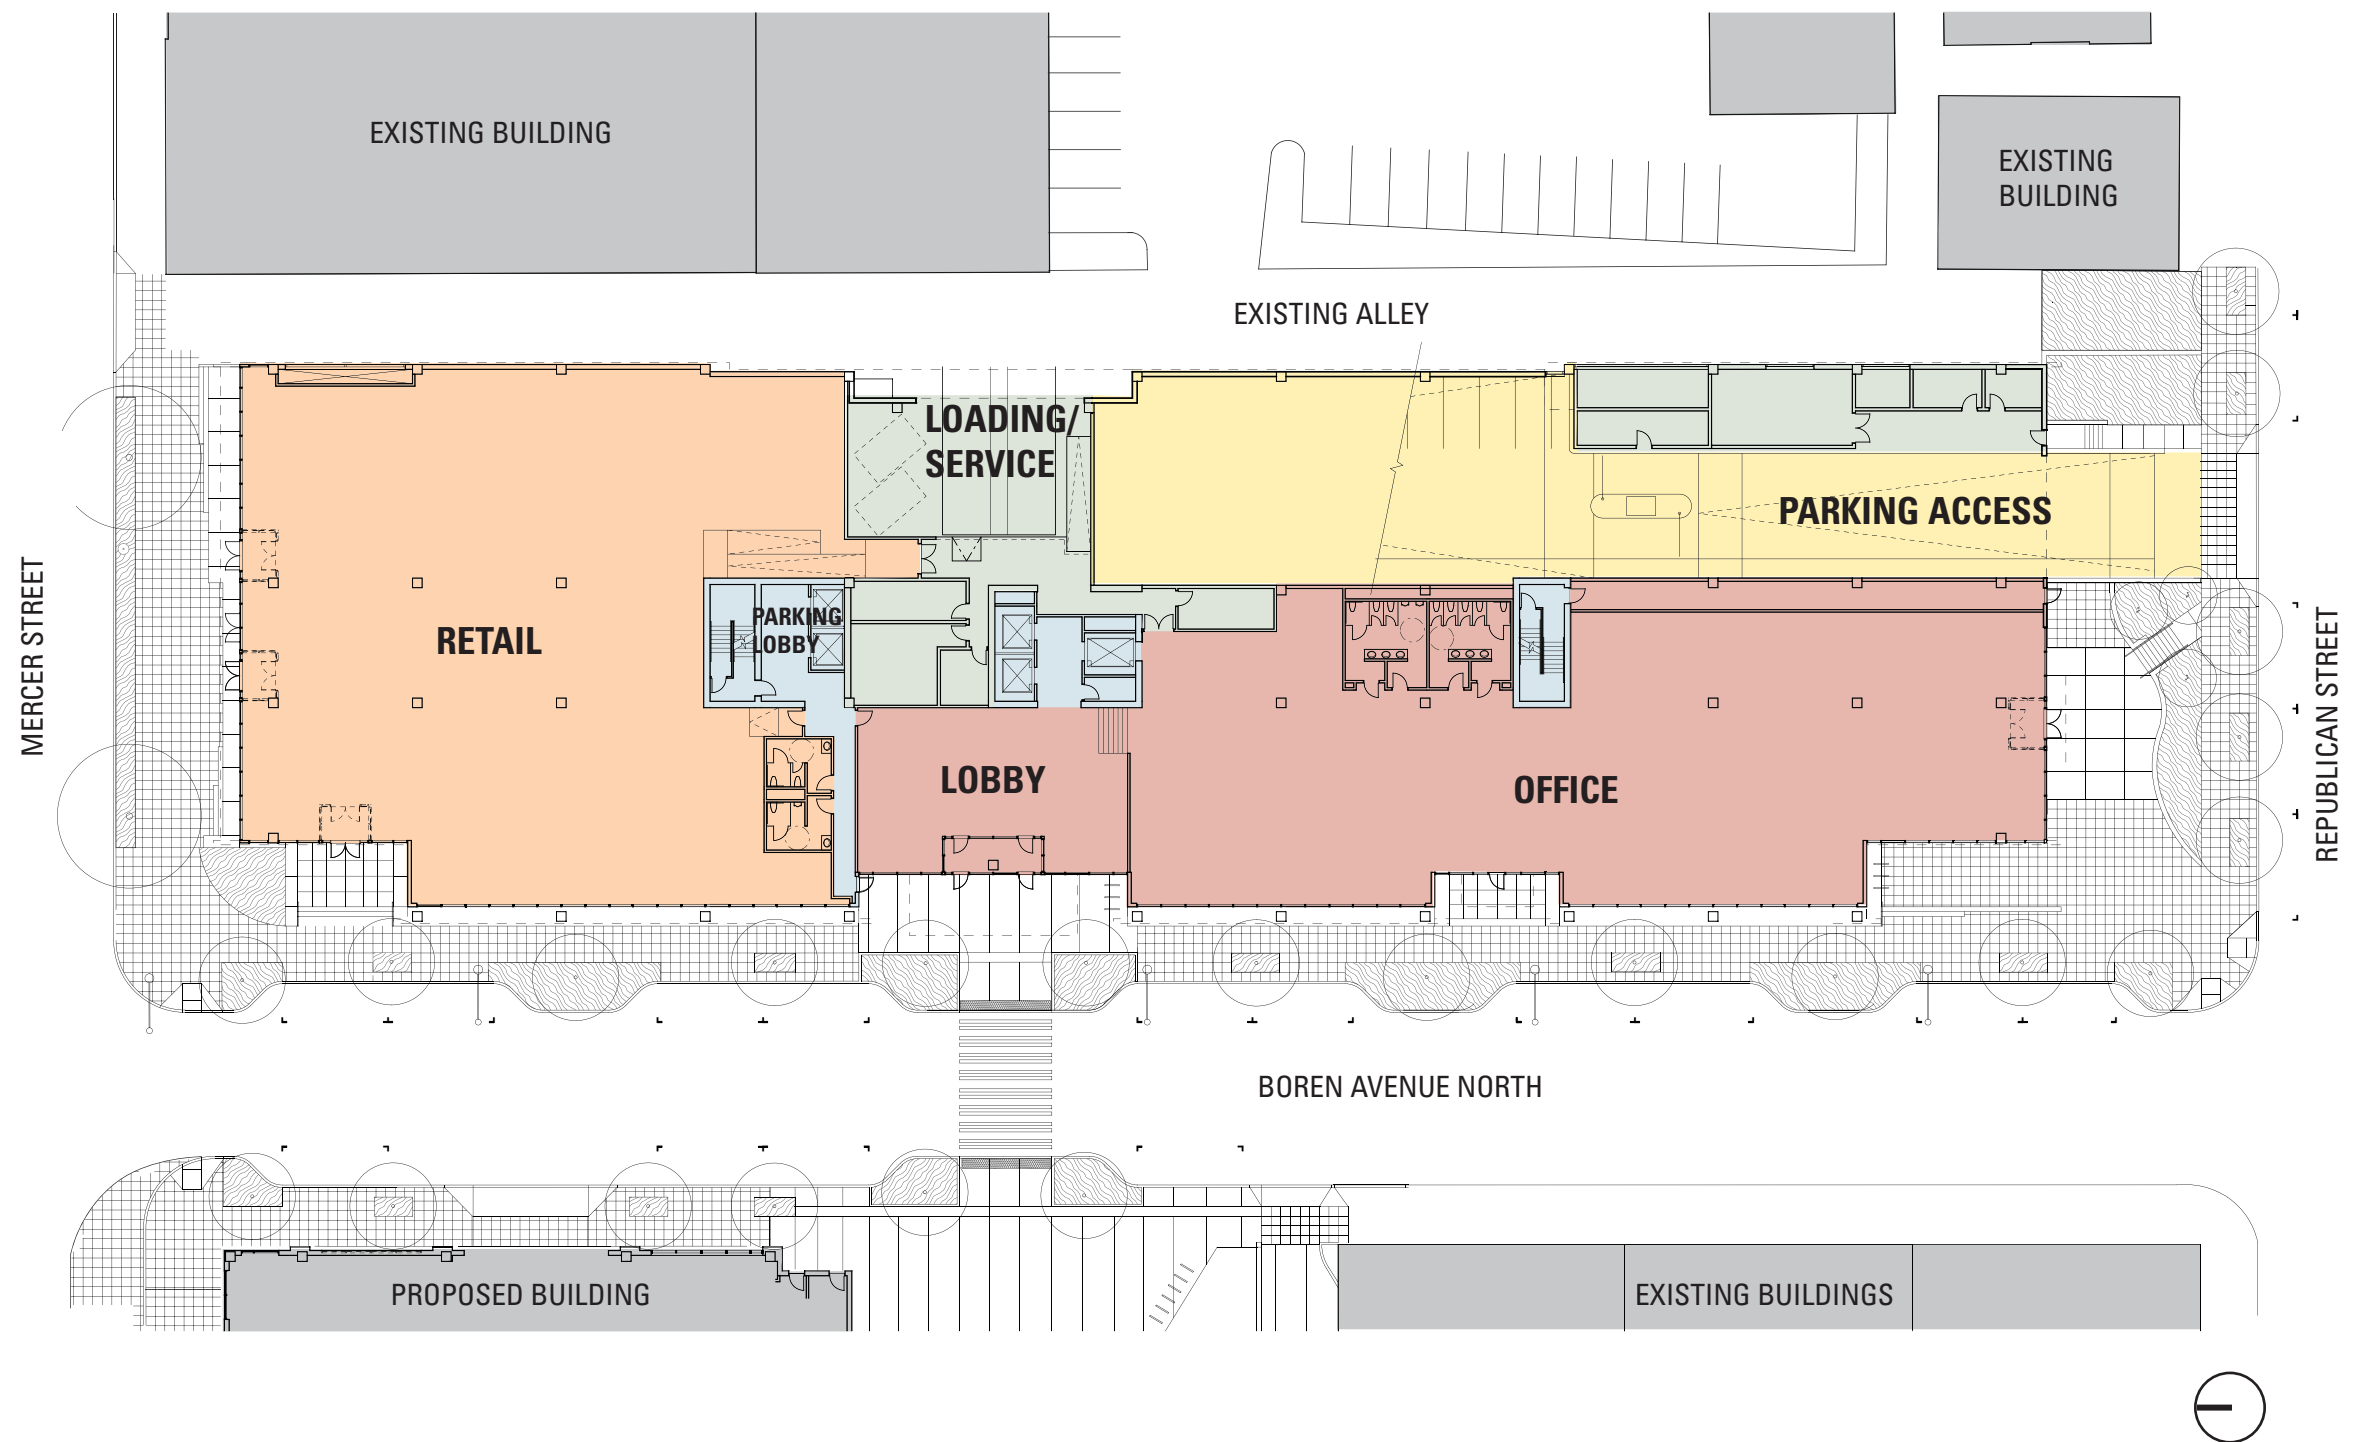 EXISTING BUILDING
EXISTING
BUILDING
EXISTING ALLEY
LOADING/
SERVICE
PARKING ACCESS
MERCER STREET
RETAIL
PARKING
LOBBY
LOBBY
OFFICE
REPUBLICAN STREET
BOREN AVENUE NORTH
PROPOSED BUILDING
EXISTING BUILDINGS